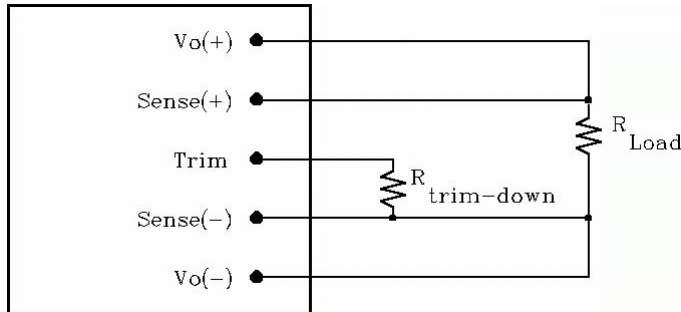 Vo(+)
Sense(+)
Trim
Sense(-)
Vo(-)
R
trim-down
R
Load